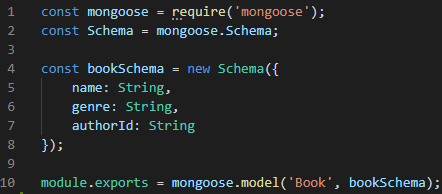 1 const mongoose = require('mongoose');
2 const Schema = mongoose.Schema;
3
4 const bookSchema = new Schema({
5     name: String,
6     genre: String,
7     authorId: String
8 });
9
10 module.exports = mongoose.model('Book', bookSchema);